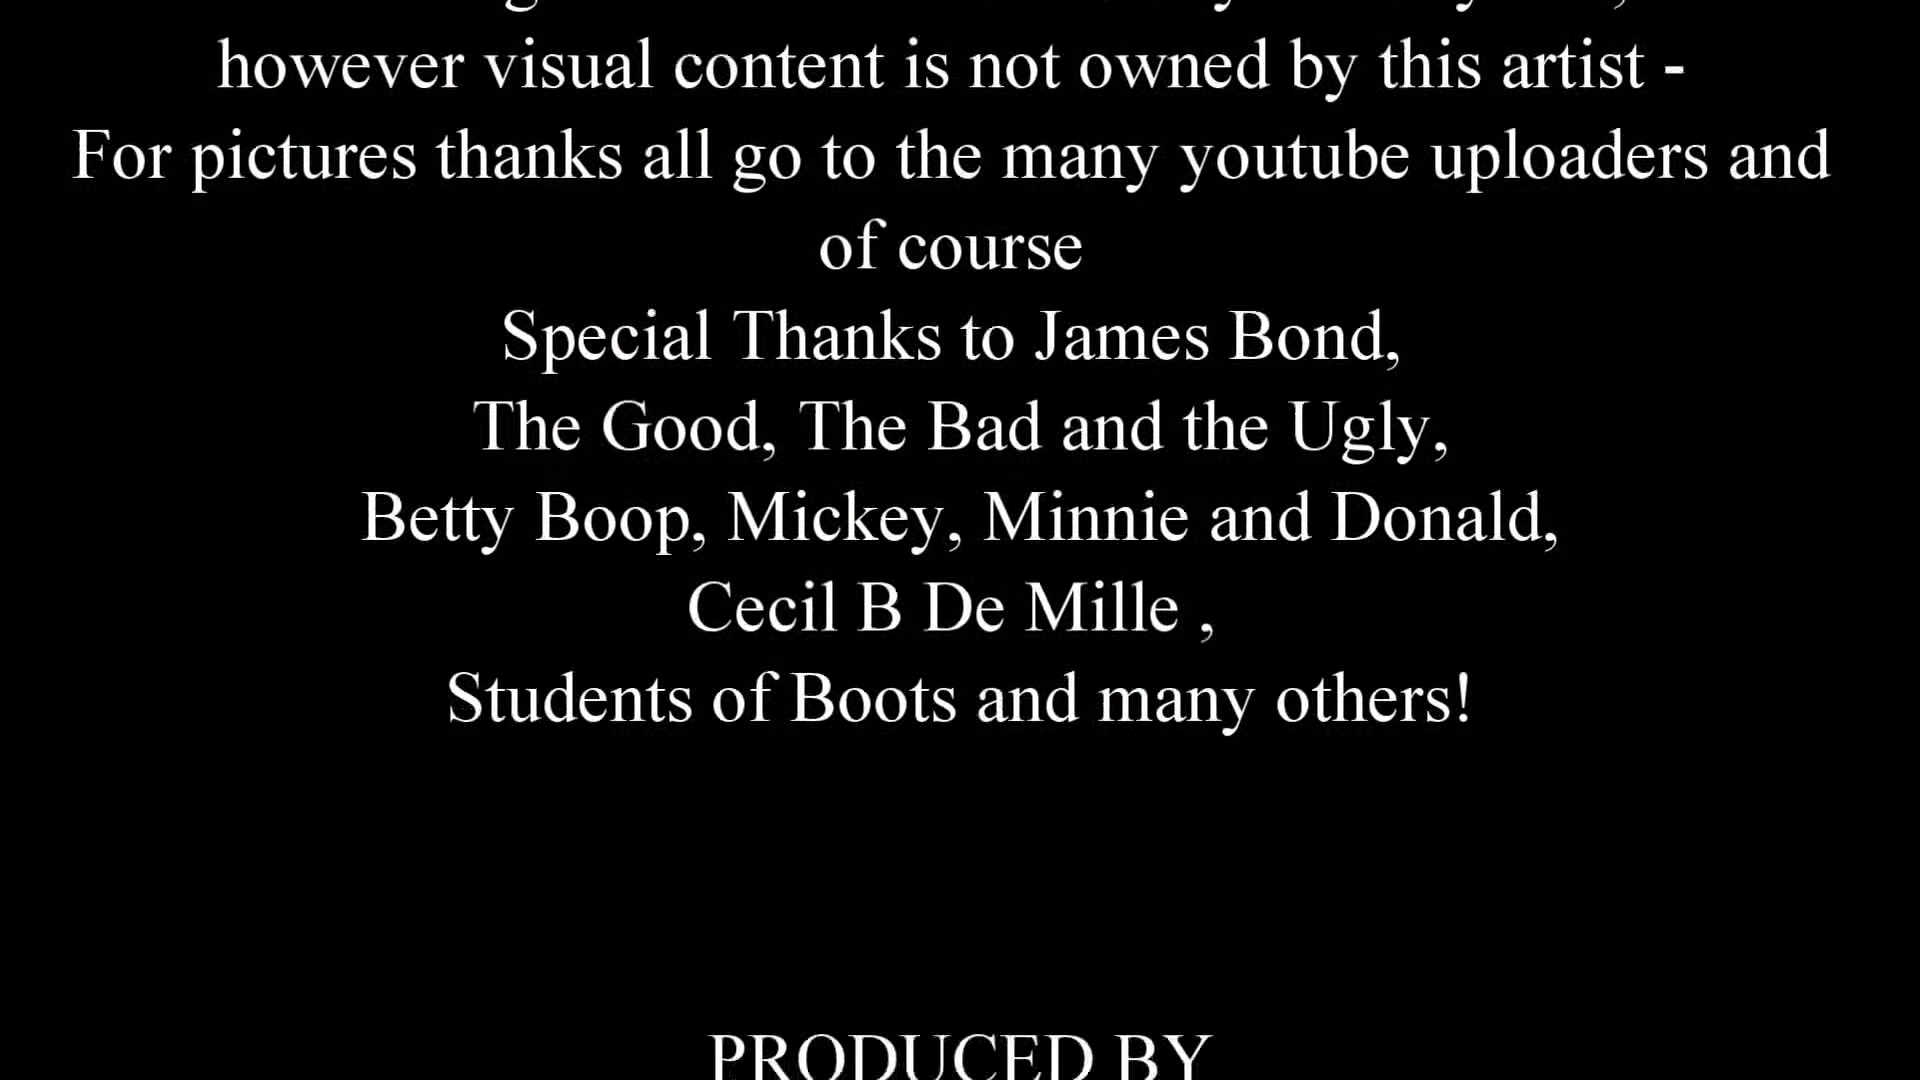 however visual content is not owned by this artist -
For pictures thanks all go to the many youtube uploaders and
of course
Special Thanks to James Bond,
The Good, The Bad and the Ugly,
Betty Boop, Mickey, Minnie and Donald,
Cecil B De Mille ,
Students of Boots and many others!
PRODUCED BY